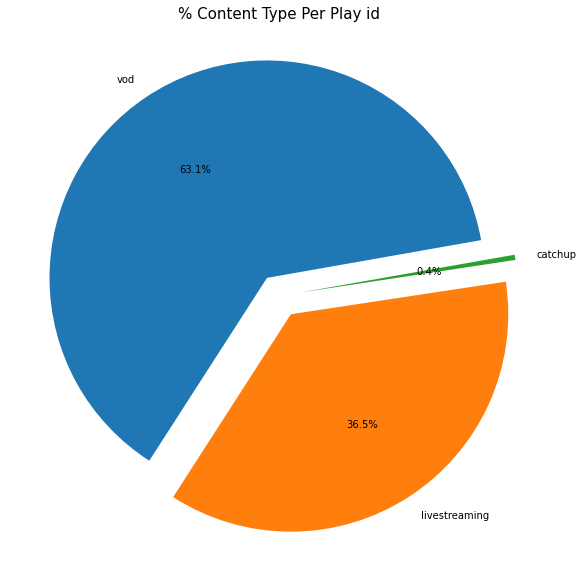 % Content Type Per Play id
vod
63.1%
catchup
0.4%
36.5%
livestreaming